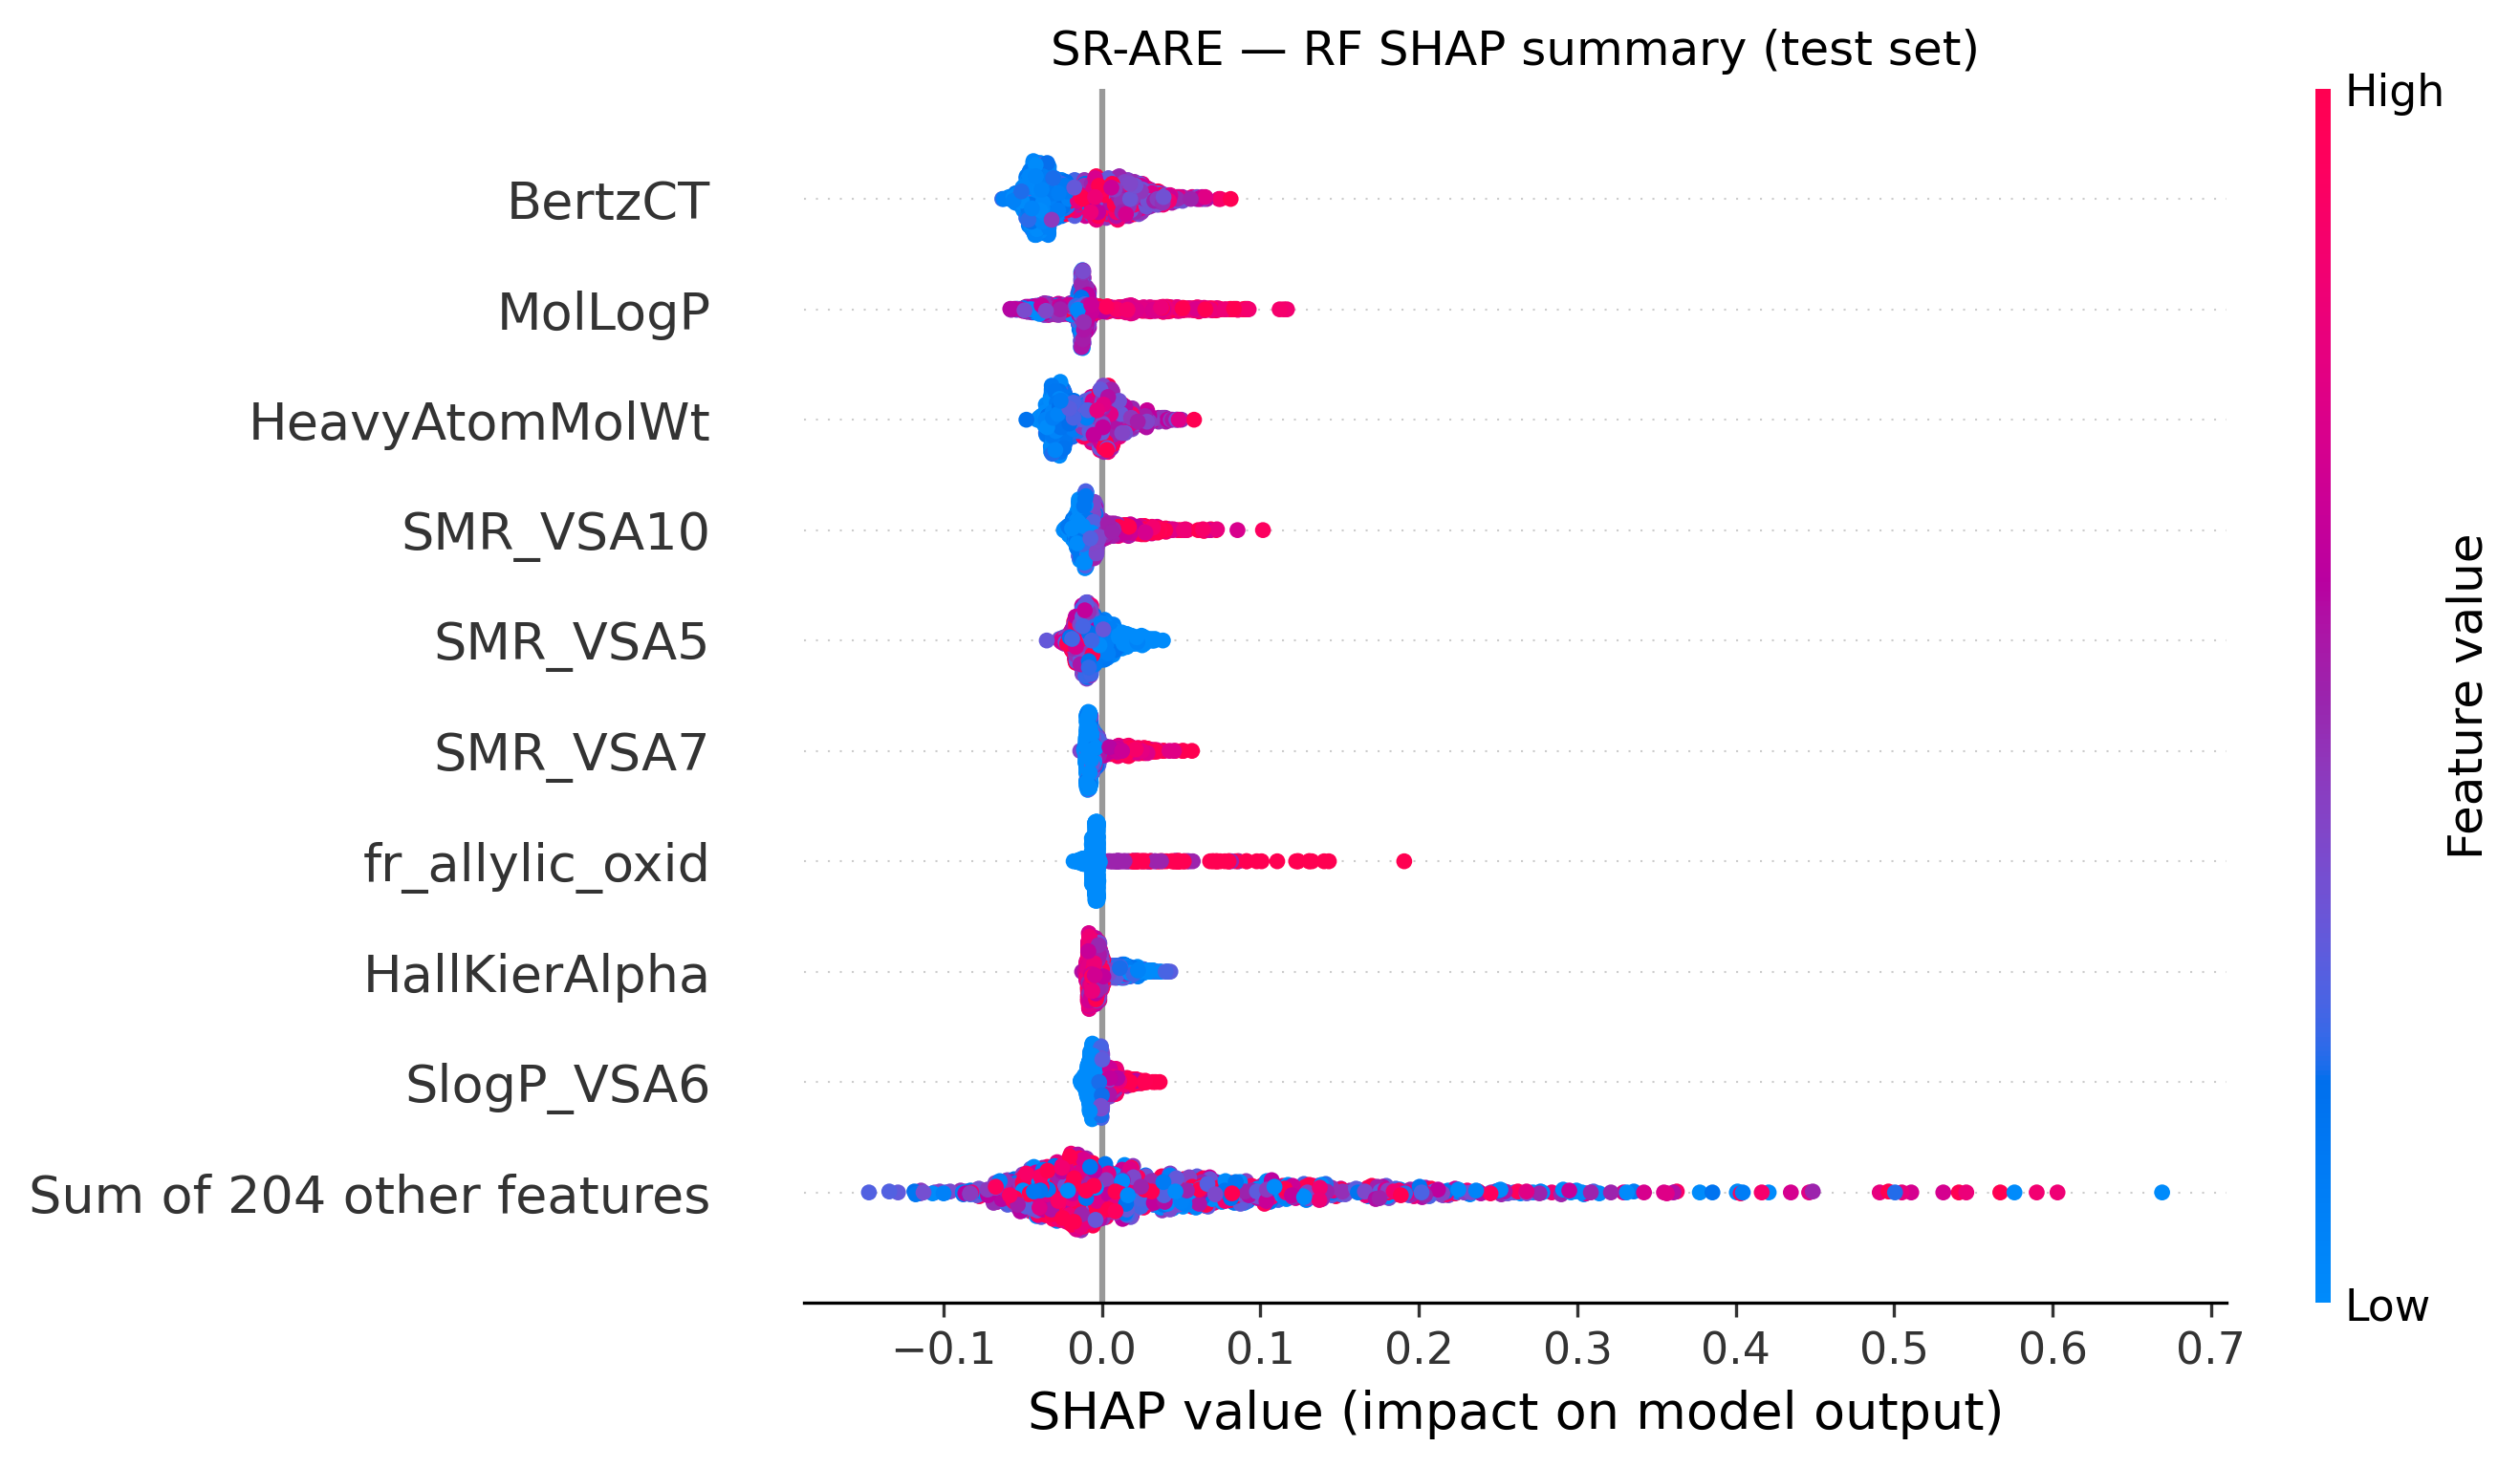 SR-ARE — RF SHAP summary (test set)
High
BertzCT
MolLogP
HeavyAtomMolWt
SMR_VSA10
SMR_VSA5
SMR_VSA7
fr_allylic_oxid
HallKierAlpha
SlogP_VSA6
Sum of 204 other features
Feature value
Low
−0.1 0.0 0.1 0.2 0.3 0.4 0.5 0.6 0.7
SHAP value (impact on model output)